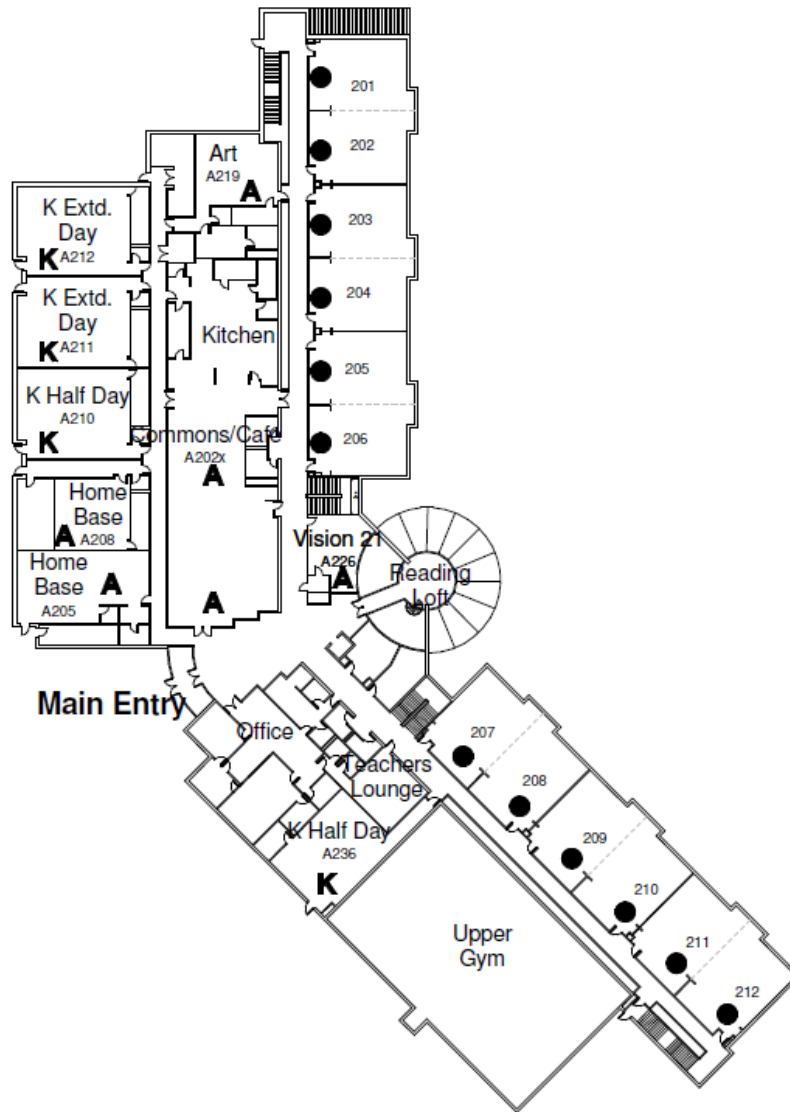 201
202
Art
A219
A
K Extd.
Day
A212
K
203
204
K Extd.
Day
A211
K
Kitchen
205
K Half Day
A210
K
Commons/Cafe
A202x
A
206
Home
Base
A208
A
Home
Base
A205
A
A
Vision 21
A226
A
Reading
Loft
Main Entry
Office
Teachers
Lounge
K Half Day
A236
K
207
208
209
210
211
212
Upper
Gym